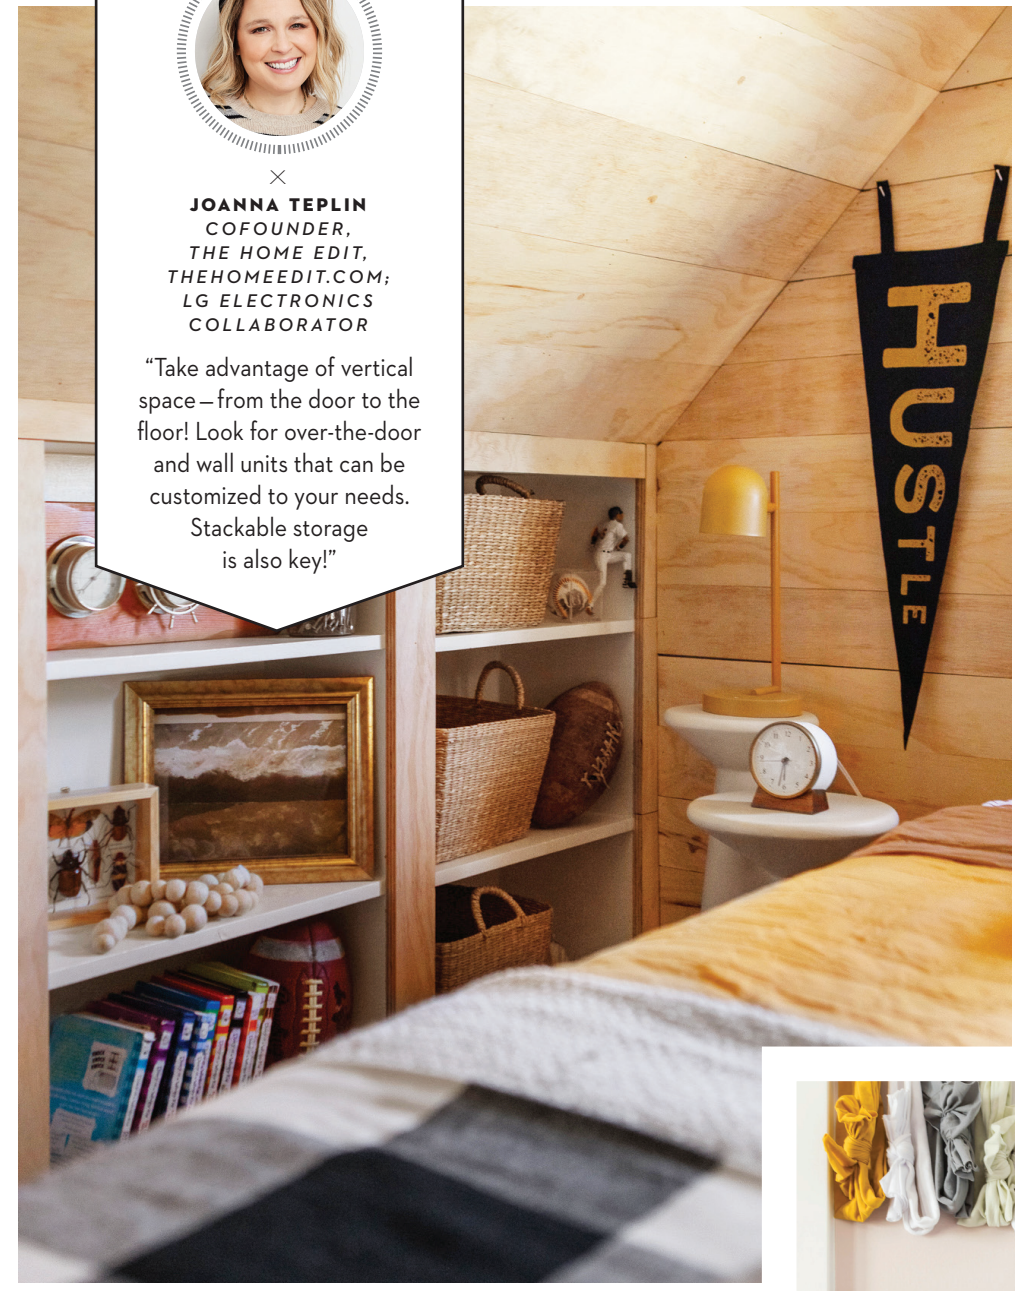 JOANNA TEPLIN
COFOUNDER,
THE HOME EDIT,
THEHOMEEDIT.COM;
LG ELECTRONICS
COLLABORATOR
“Take advantage of vertical
space—from the door to the
floor! Look for over-the-door
and wall units that can be
customized to your needs.
Stackable storage
is also key!”
HUSTLE